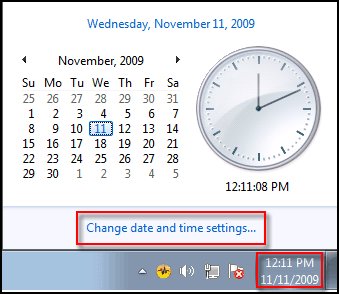 Wednesday, November 11, 2009
November, 2009
Su Mo Tu We Th Fr Sa
25 26 27 28 29 30 31
1 2 3 4 5 6 7
8 9 10 11 12 13 14
15 16 17 18 19 20 21
22 23 24 25 26 27 28
29 30 1 2 3 4 5
12:11:08 PM
Change date and time settings...
12:11 PM
11/11/2009